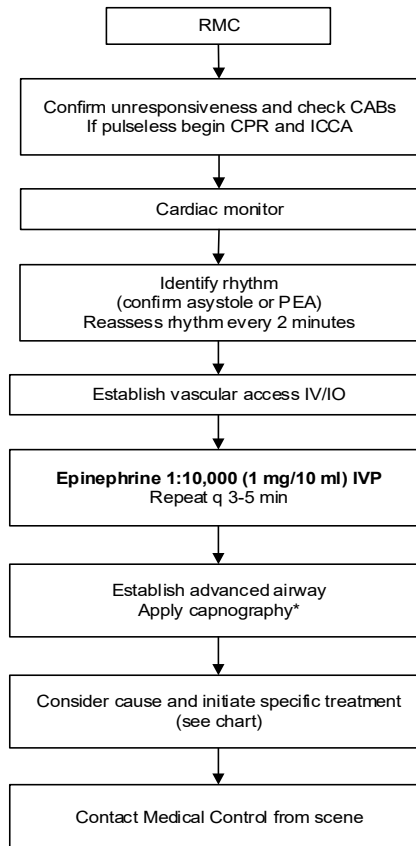 RMC
Confirm unresponsiveness and check CABs
If pulseless begin CPR and ICCA
Cardiac monitor
Identify rhythm
(confirm asystole or PEA)
Reassess rhythm every 2 minutes
Establish vascular access IV/IO
Epinephrine 1:10,000 (1 mg/10 ml) IVP
Repeat q 3-5 min
Establish advanced airway
Apply capnography*
Consider cause and initiate specific treatment
(see chart)
Contact Medical Control from scene